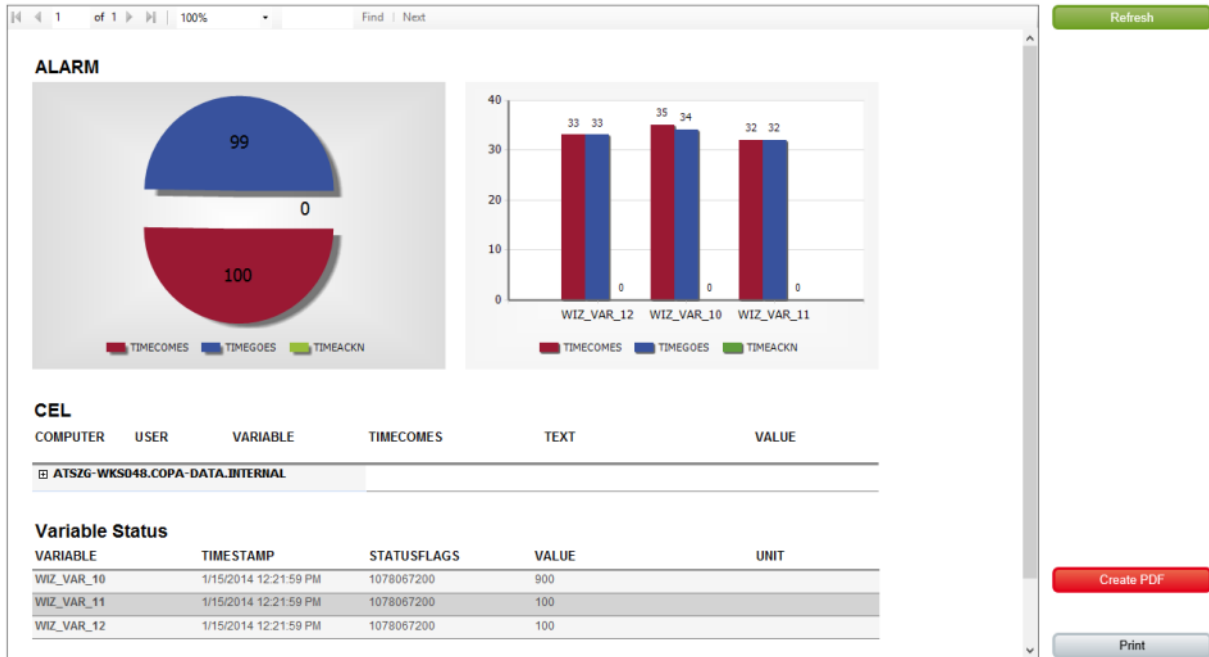 1 of 1 100% Find | Next
Refresh
ALARM
99
0
100
TIMECOMES TIMEGOES TIMEACKN
40
30
20
10
0
33 33 0
35 34 0
32 32 0
WIZ_VAR_12 WIZ_VAR_10 WIZ_VAR_11
TIMECOMES TIMEGOES TIMEACKN
CEL
COMPUTER USER VARIABLE TIMECOMES TEXT VALUE
ATSZG-WKS048.COPA-DATA.INTERNAL
Variable Status
VARIABLE TIMESTAMP STATUSFLAGS VALUE UNIT
WIZ_VAR_10 1/15/2014 12:21:59 PM 1078067200 900
WIZ_VAR_11 1/15/2014 12:21:59 PM 1078067200 100
WIZ_VAR_12 1/15/2014 12:21:59 PM 1078067200 100
Create PDF
Print